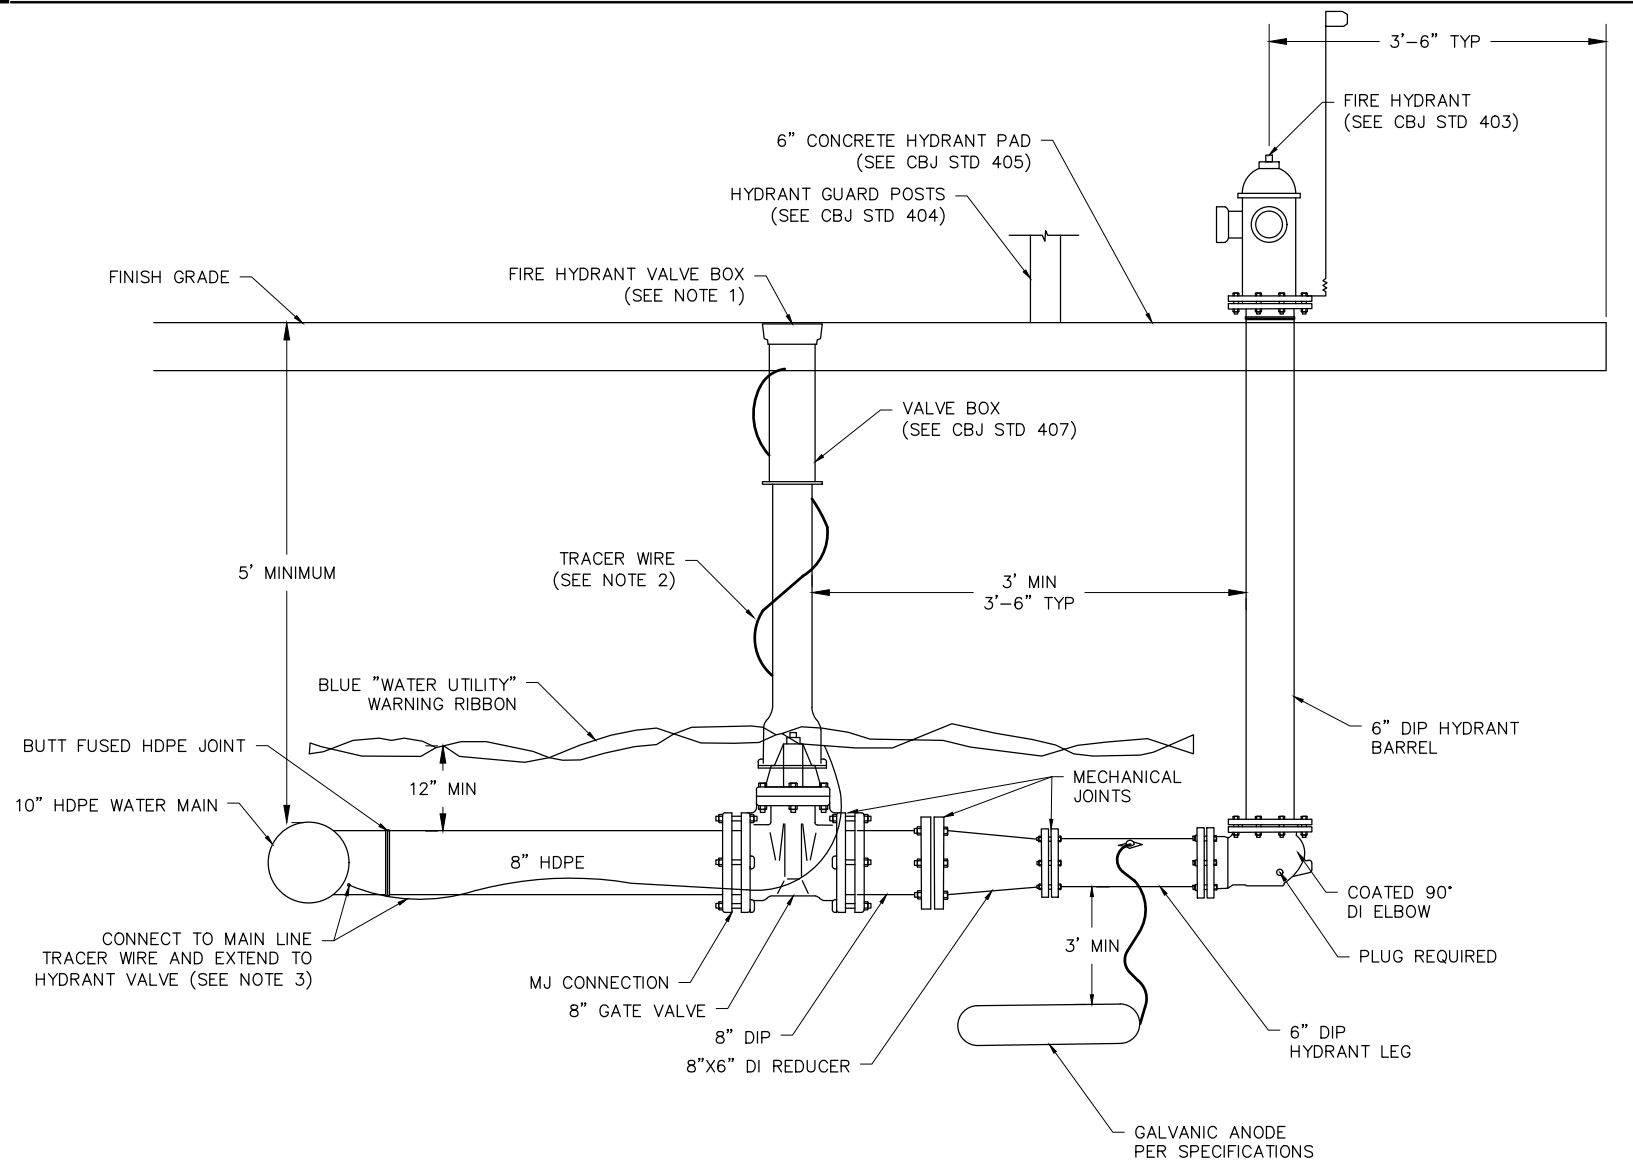 3'-6" TYP
FIRE HYDRANT
(SEE CBJ STD 403)
6" CONCRETE HYDRANT PAD
(SEE CBJ STD 405)
HYDRANT GUARD POSTS
(SEE CBJ STD 404)
FINISH GRADE
FIRE HYDRANT VALVE BOX
(SEE NOTE 1)
VALVE BOX
(SEE CBJ STD 407)
5' MINIMUM
TRACER WIRE
(SEE NOTE 2)
3' MIN
3'-6" TYP
BLUE "WATER UTILITY"
WARNING RIBBON
6" DIP HYDRANT
BARREL
BUTT FUSED HDPE JOINT
12" MIN
MECHANICAL
JOINTS
10" HDPE WATER MAIN
8" HDPE
COATED 90°
DI ELBOW
CONNECT TO MAIN LINE
TRACER WIRE AND EXTEND TO
HYDRANT VALVE (SEE NOTE 3)
3' MIN
PLUG REQUIRED
MJ CONNECTION
8" GATE VALVE
8" DIP
8"X6" DI REDUCER
6" DIP
HYDRANT LEG
GALVANIC ANODE
PER SPECIFICATIONS